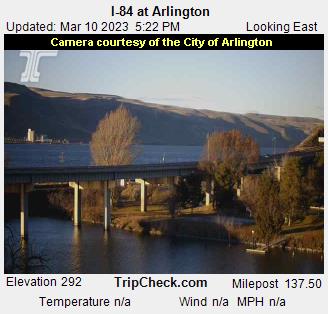 I-84 at Arlington
Updated: Mar 10 2023 5:22 PM Looking East
Camera courtesy of the City of Arlington
Elevation 292 TripCheck.com Milepost 137.50
Temperature n/a Wind n/a MPH n/a